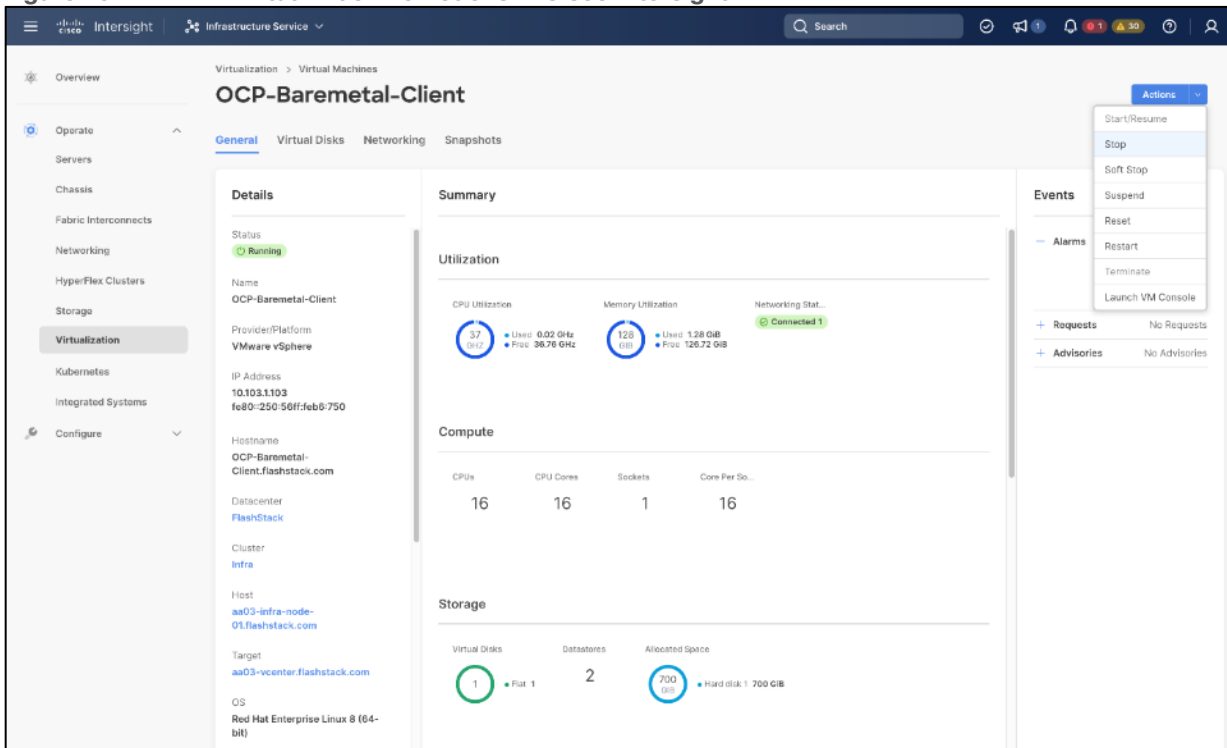 cisco Intersight
Infrastructure Service
Search
1
1
30
Overview
Operate
Servers
Chassis
Fabric Interconnects
Networking
HyperFlex Clusters
Storage
Virtualization
Kubernetes
Integrated Systems
Configure
Virtualization > Virtual Machines
OCP-Baremetal-Client
Actions
General Virtual Disks Networking Snapshots
Start/Resume
Stop
Soft Stop
Suspend
Reset
Restart
Terminate
Launch VM Console
Details
Status
Running
Name
OCP-Baremetal-Client
Provider/Platform
VMware vSphere
IP Address
10.103.1.103
fe80::250:56ff:feb6:750
Hostname
OCP-Baremetal-
Client.flashstack.com
Datacenter
FlashStack
Cluster
Infra
Host
aa03-infra-node-
01.flashstack.com
Target
aa03-vcenter.flashstack.com
OS
Red Hat Enterprise Linux 8 (64-
bit)
Summary
Utilization
CPU Utilization
37
GHZ
Used 0.02 GHz
Free 36.76 GHz
Memory Utilization
128
GiB
Used 1.28 GiB
Free 126.72 GiB
Networking Stat...
Connected 1
Compute
CPUs CPU Cores Sockets Core Per So...
16 16 1 16
Storage
Virtual Disks
1
Flat 1
Datastores
2
Allocated Space
700
GiB
Hard disk 1 700 GiB
Events
Alarms
Requests No Requests
Advisories No Advisories